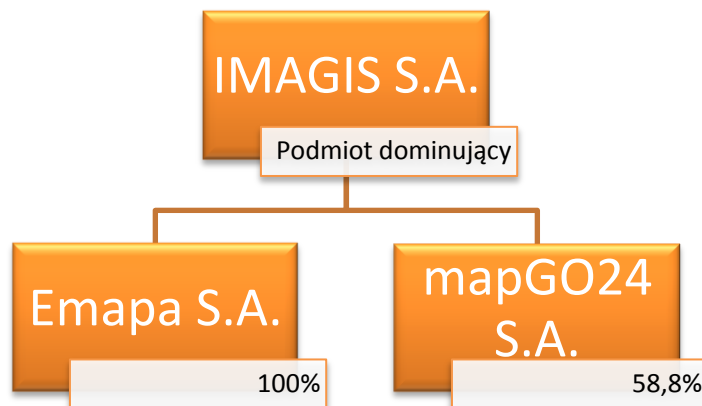 IMAGIS S.A.
Podmiot dominujący
Emapa S.A.
100%
mapGO24
S.A.
58,8%